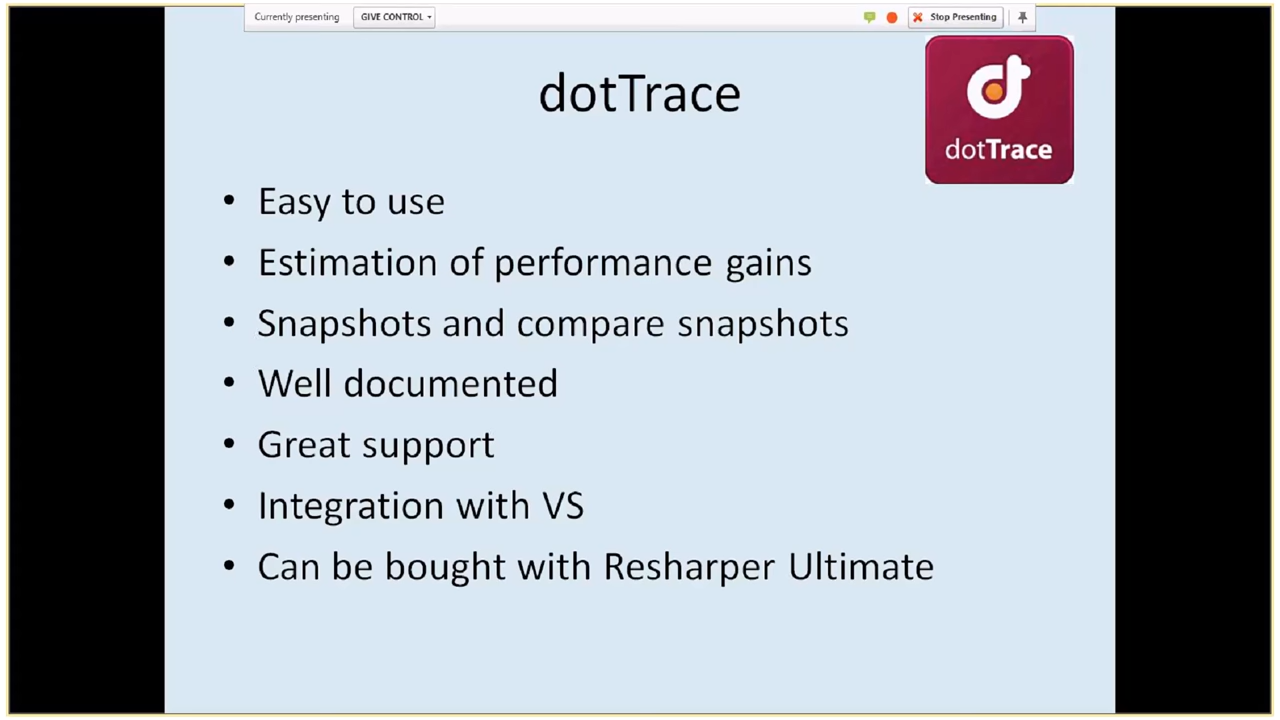 Currently presenting GIVE CONTROL Stop Presenting
dotTrace
dotTrace
• Easy to use
• Estimation of performance gains
• Snapshots and compare snapshots
• Well documented
• Great support
• Integration with VS
• Can be bought with Resharper Ultimate